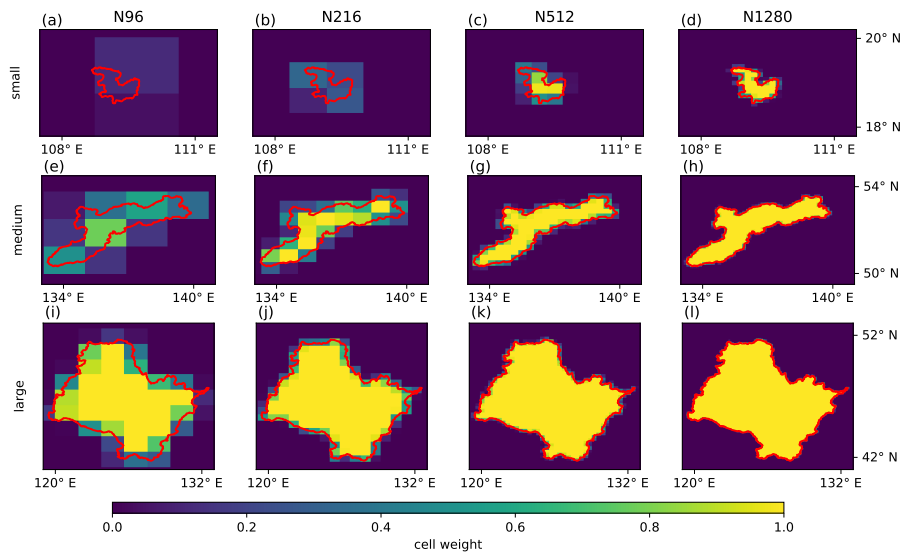 N96 N216 N512 N1280
(a) (b) (c) (d)
small
20° N
18° N
108° E 111° E 108° E 111° E 108° E 111° E 108° E 111° E
(e) (f) (g) (h)
medium
54° N
50° N
134° E 140° E 134° E 140° E 134° E 140° E 134° E 140° E
(i) (j) (k) (l)
large
52° N
42° N
120° E 132° E 120° E 132° E 120° E 132° E 120° E 132° E
0.0 0.2 0.4 0.6 0.8 1.0
cell weight